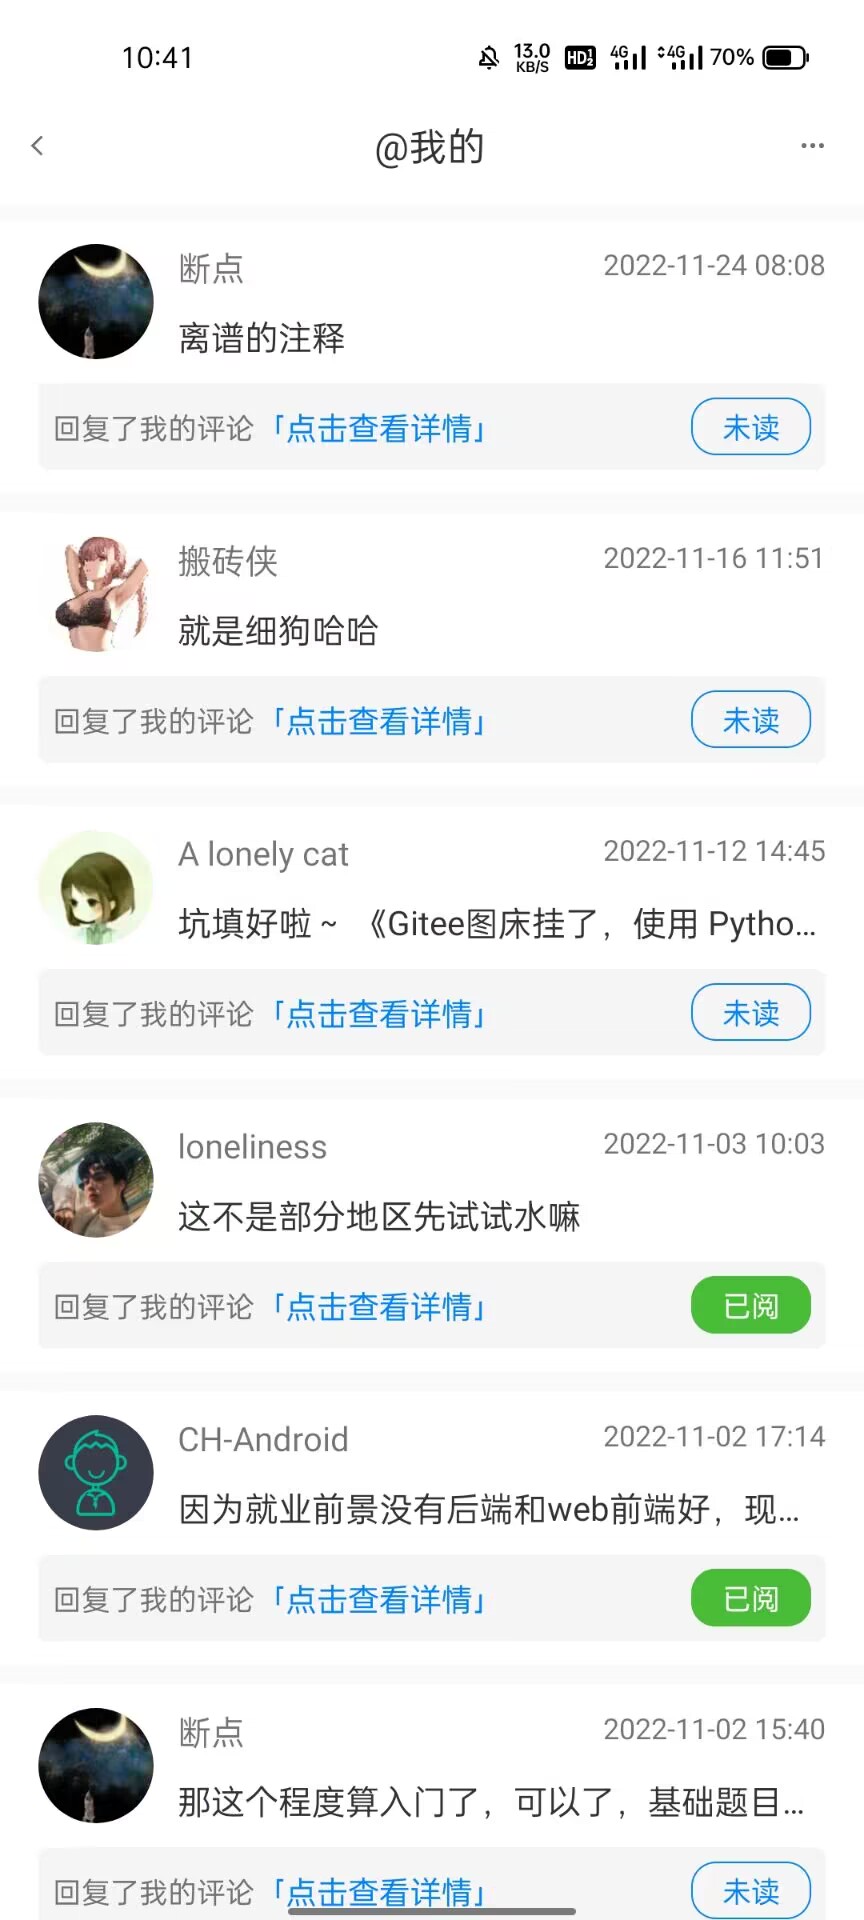 10:41 13.0 KB/S HD 1 2 4G 4G 70%
@我的 ...
断点 2022-11-24 08:08
离谱的注释
回复了我的评论「点击查看详情」 未读
搬砖侠 2022-11-16 11:51
就是细狗哈哈
回复了我的评论「点击查看详情」 未读
A lonely cat 2022-11-12 14:45
坑填好啦~ 《Gitee图床挂了，使用 Pytho...
回复了我的评论「点击查看详情」 未读
loneliness 2022-11-03 10:03
这不是部分地区先试试水嘛
回复了我的评论「点击查看详情」 已阅
CH-Android 2022-11-02 17:14
因为就业前景没有后端和web前端好，现...
回复了我的评论「点击查看详情」 已阅
断点 2022-11-02 15:40
那这个程度算入门了，可以了，基础题目...
回复了我的评论「点击查看详情」 未读